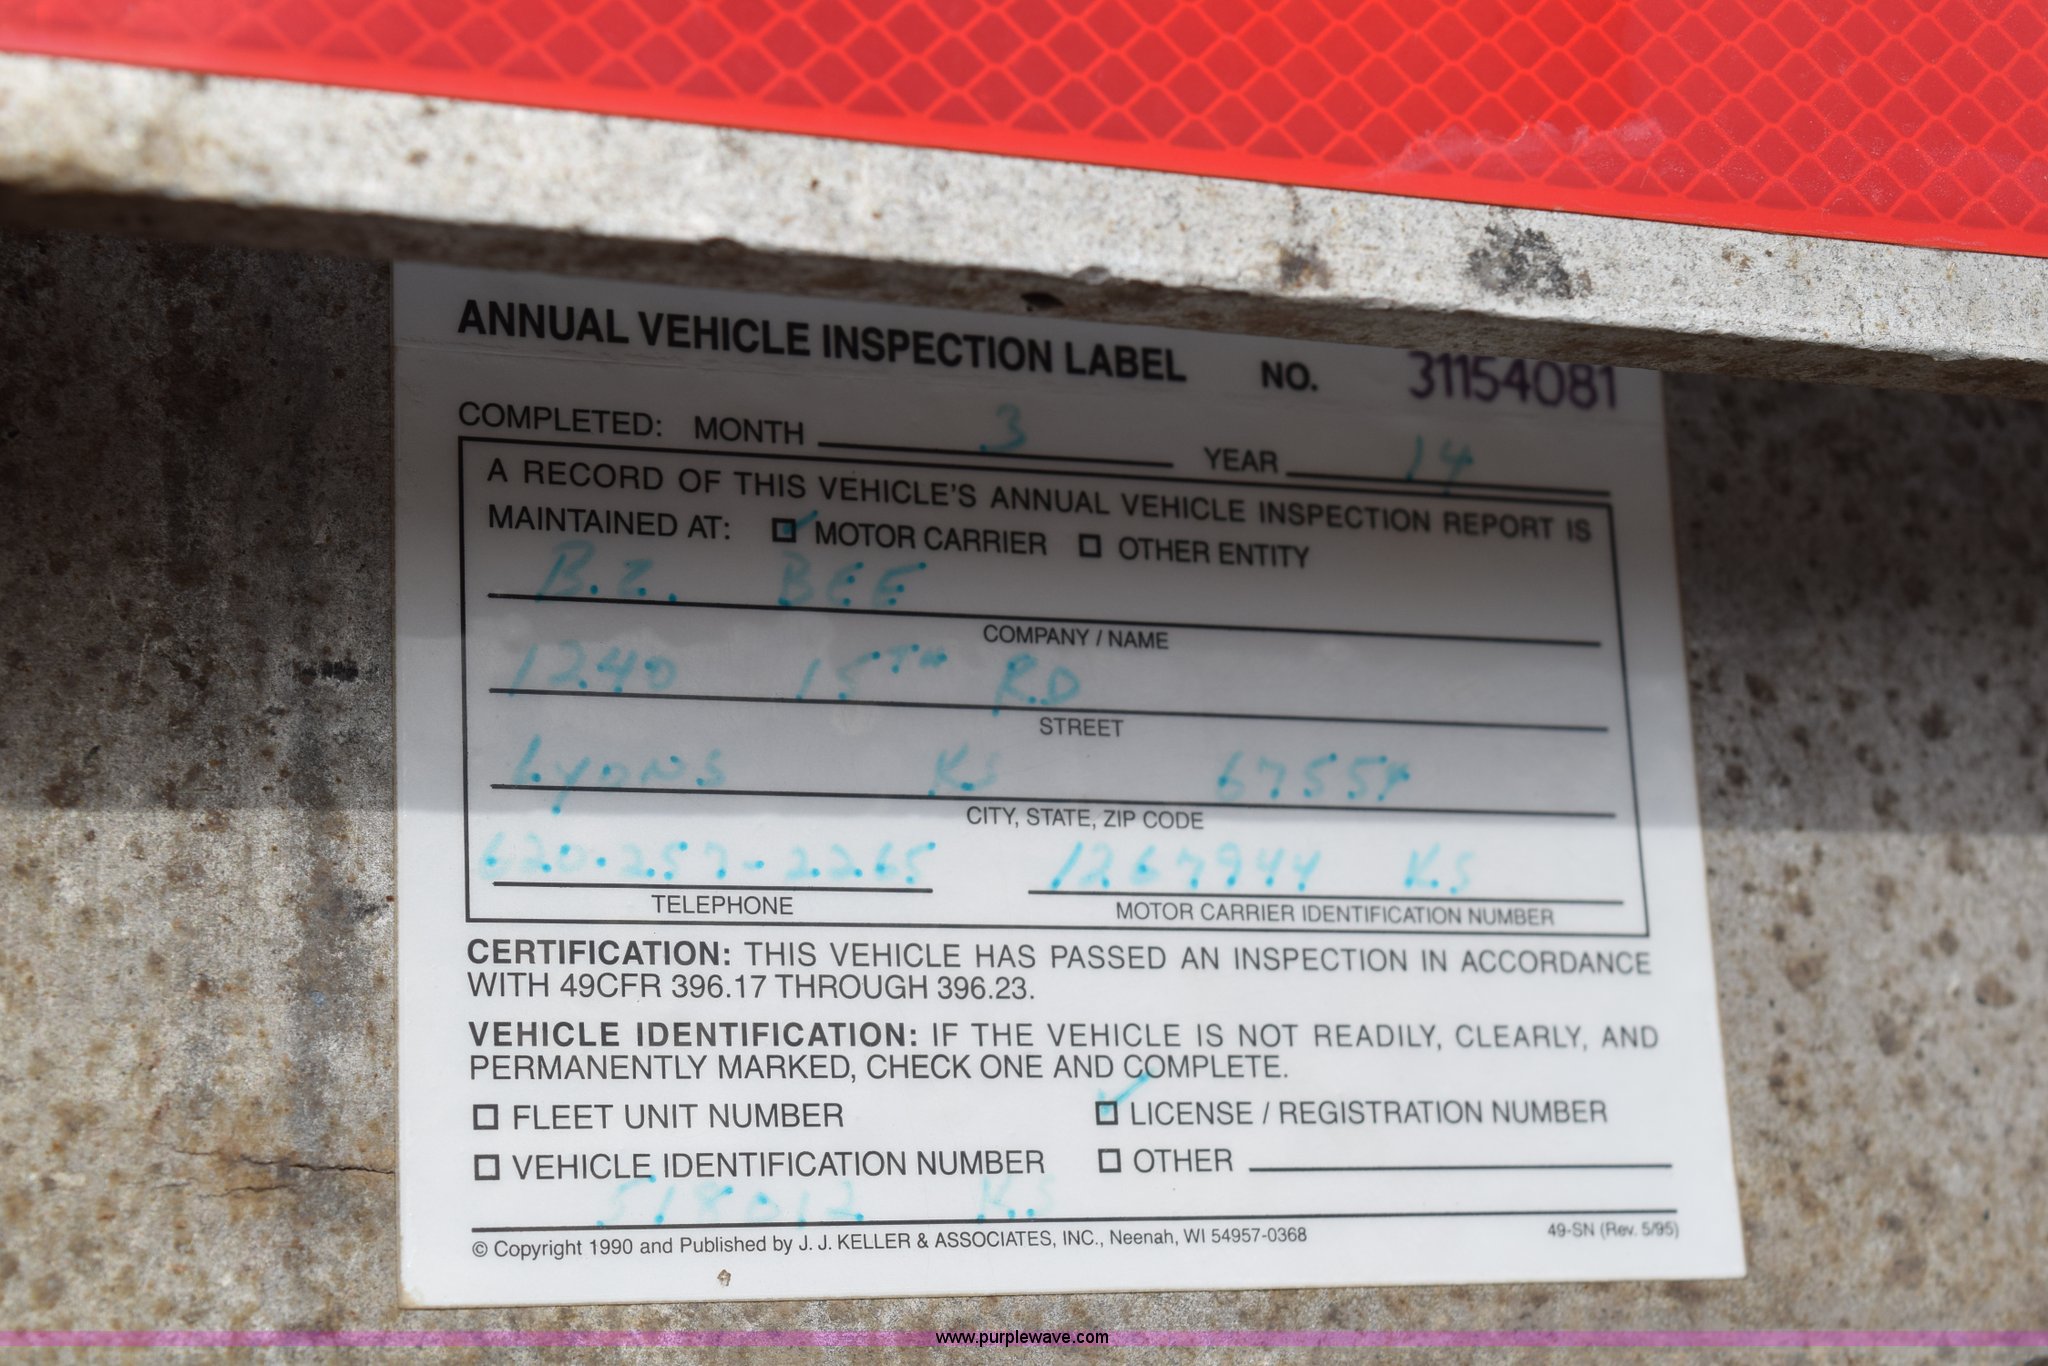 ANNUAL VEHICLE INSPECTION LABEL NO. 31154081
COMPLETED: MONTH 3 YEAR 14
A RECORD OF THIS VEHICLE'S ANNUAL VEHICLE INSPECTION REPORT IS
MAINTAINED AT: MOTOR CARRIER OTHER ENTITY
B.Z. BEE
COMPANY / NAME
1240 15TH RD
STREET
Lyons KS 67554
CITY, STATE, ZIP CODE
620-257-2265 1267944 KS
TELEPHONE MOTOR CARRIER IDENTIFICATION NUMBER
CERTIFICATION: THIS VEHICLE HAS PASSED AN INSPECTION IN ACCORDANCE
WITH 49CFR 396.17 THROUGH 396.23.
VEHICLE IDENTIFICATION: IF THE VEHICLE IS NOT READILY, CLEARLY, AND
PERMANENTLY MARKED, CHECK ONE AND COMPLETE.
FLEET UNIT NUMBER LICENSE / REGISTRATION NUMBER
VEHICLE IDENTIFICATION NUMBER OTHER
518012 KS
© Copyright 1990 and Published by J. J. KELLER & ASSOCIATES, INC., Neenah, WI 54957-0368 49-SN (Rev. 5/95)
www.purplewave.com